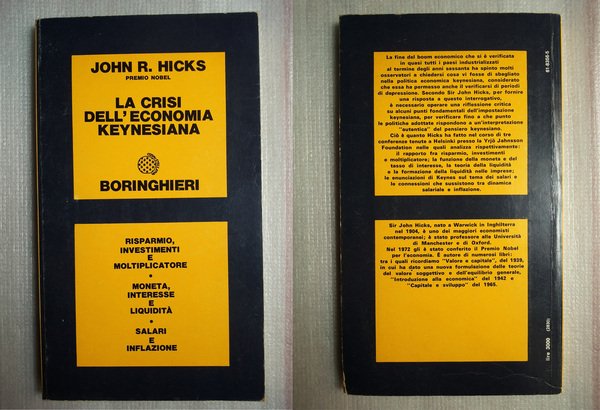 JOHN R. HICKS
PREMIO NOBEL
LA CRISI
DELL'ECONOMIA
KEYNESIANA
BORINGHIERI
RISPARMIO,
INVESTIMENTI
E
MOLTIPLICATORE
•
MONETA,
INTERESSE
E
LIQUIDITÀ
•
SALARI
E
INFLAZIONE
La fine del boom economico che si è verificata
in quasi tutti i paesi industrializzati
al termine degli anni sessanta ha spinto molti
osservatori a chiedersi cosa vi fosse di sbagliato
nella politica economica keynesiana, considerato
che essa ha permesso anche il verificarsi di periodi
di depressione. Secondo Sir John Hicks, per fornire
una risposta a questo interrogativo,
è necessario operare una riflessione critica
su alcuni punti fondamentali dell'impostazione
keynesiana, per verificare fino a che punto
le politiche adottate rispondono a un'interpretazione
"autentica" del pensiero keynesiano.
Ciò è quanto Hicks ha fatto nel corso di tre
conferenze tenute a Helsinki presso la Yrjö Jahnsson
Foundation nelle quali analizza rispettivamente:
il rapporto fra risparmio, investimenti
e moltiplicatore; la funzione della moneta e del
tasso di interesse, la teoria della liquidità
e la formazione della liquidità nelle imprese;
le enunciazioni di Keynes sul tema dei salari e
le connessioni che sussistono tra dinamica
salariale e inflazione.
Sir John Hicks, nato a Warwick in Inghilterra
nel 1904, è uno dei maggiori economisti
contemporanei; è stato professore alle Università
di Manchester e di Oxford.
Nel 1972 gli è stato conferito il Premio Nobel
per l'economia. È autore di numerosi libri:
tra i quali ricordiamo "Valore e capitale", del 1939,
in cui ha dato una nuova formulazione delle teorie
del valore soggettivo e dell'equilibrio generale,
"Introduzione alla economica" del 1942 e
"Capitale e sviluppo" del 1965.
61-8356-5
lire 3000 (2830)